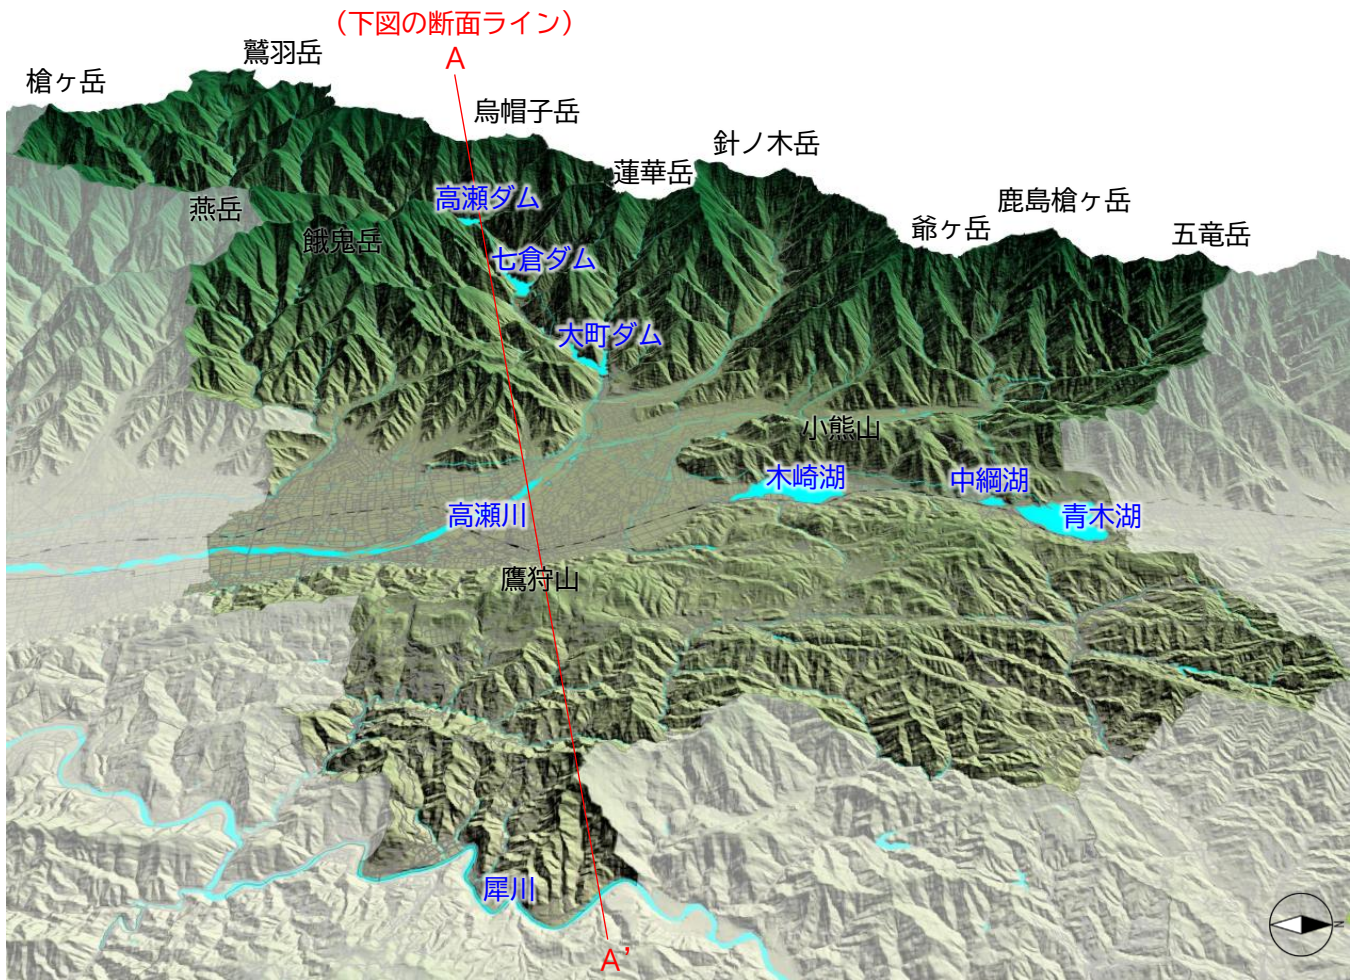 （下図の断面ライン）
A
鷲羽岳
槍ヶ岳
烏帽子岳
針ノ木岳
蓮華岳
高瀬ダム
鹿島槍ヶ岳
燕岳
爺ヶ岳
五竜岳
餓鬼岳
七倉ダム
大町ダム
小熊山
木崎湖
中綱湖
高瀬川
青木湖
鷹狩山
犀川
N
A'